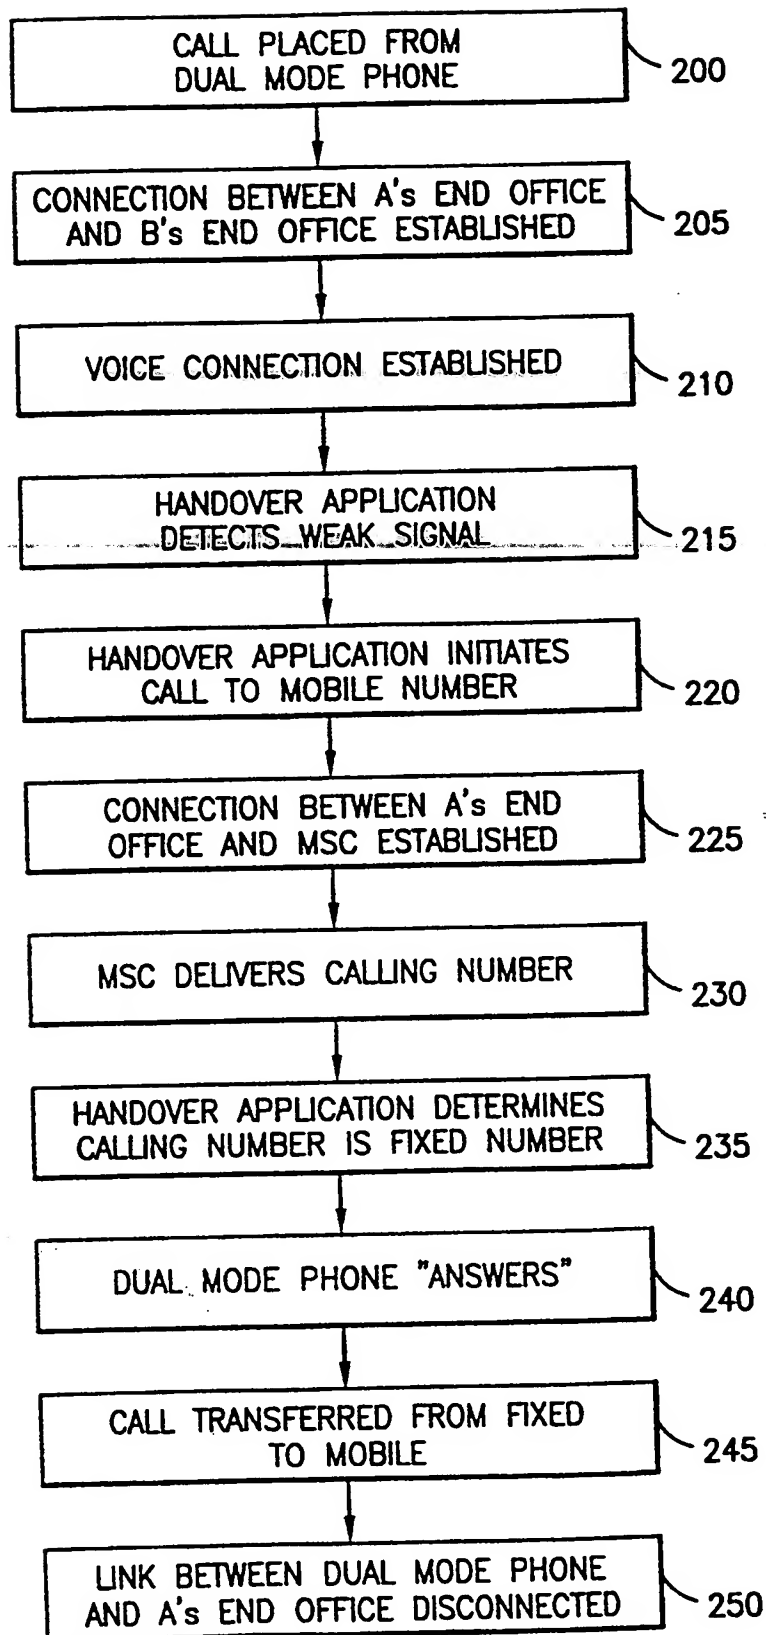 CALL PLACED FROM
DUAL MODE PHONE
200
CONNECTION BETWEEN A's END OFFICE
AND B's END OFFICE ESTABLISHED
205
VOICE CONNECTION ESTABLISHED
210
HANDOVER APPLICATION
DETECTS WEAK SIGNAL
215
HANDOVER APPLICATION INITIATES
CALL TO MOBILE NUMBER
220
CONNECTION BETWEEN A's END
OFFICE AND MSC ESTABLISHED
225
MSC DELIVERS CALLING NUMBER
230
HANDOVER APPLICATION DETERMINES
CALLING NUMBER IS FIXED NUMBER
235
DUAL MODE PHONE "ANSWERS"
240
CALL TRANSFERRED FROM FIXED
TO MOBILE
245
LINK BETWEEN DUAL MODE PHONE
AND A's END OFFICE DISCONNECTED
250